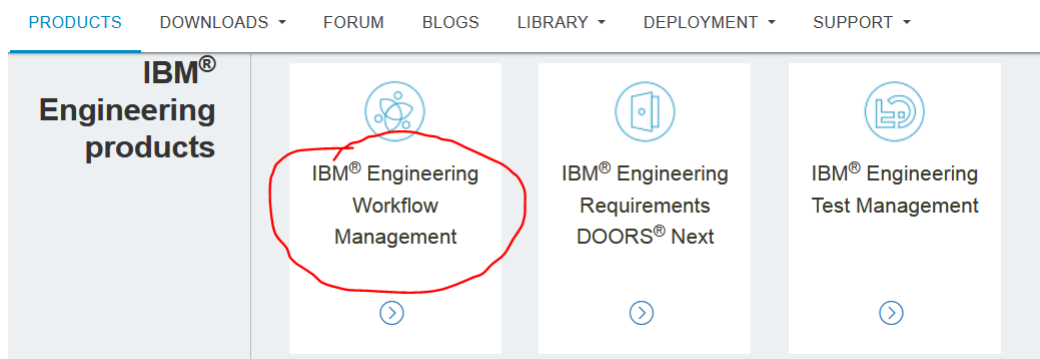 PRODUCTS DOWNLOADS FORUM BLOGS LIBRARY DEPLOYMENT SUPPORT
IBM®
Engineering
products
IBM® Engineering
Workflow
Management
IBM® Engineering
Requirements
DOORS® Next
IBM® Engineering
Test Management